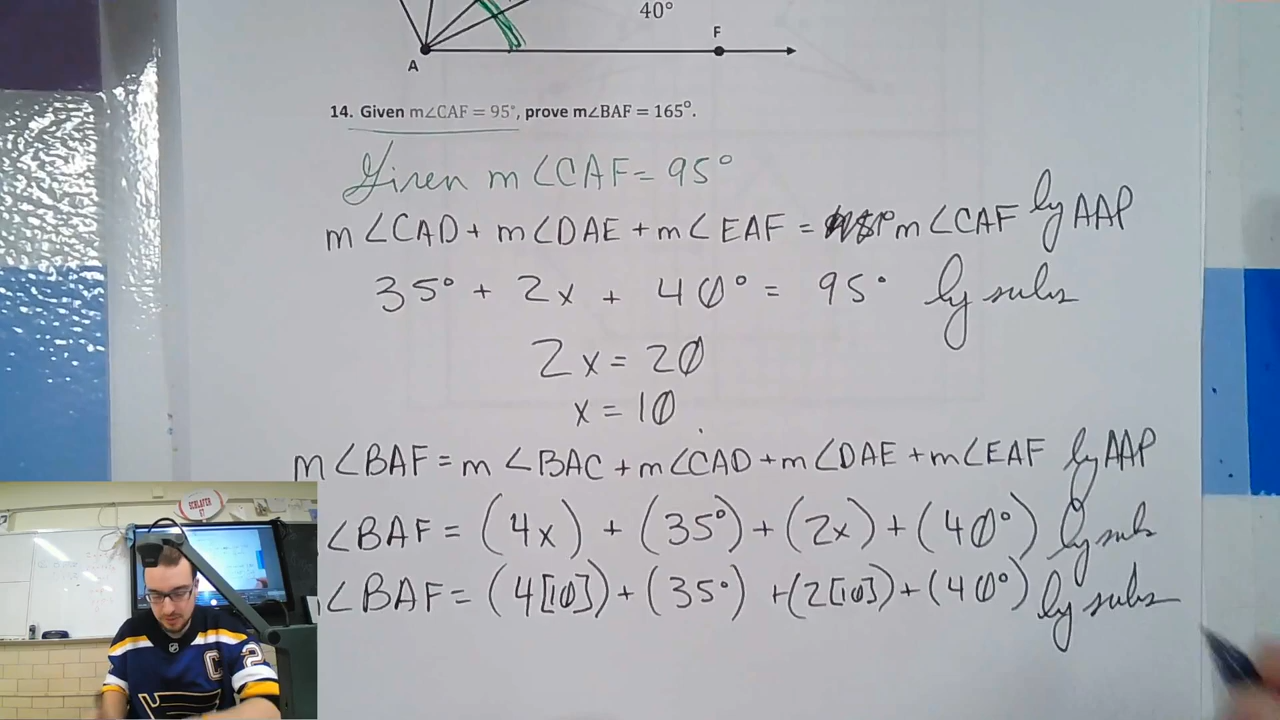 40°
F
A
14. Given m∠CAF = 95°, prove m∠BAF = 165°.
Given m∠CAF = 95°
m∠CAD + m∠DAE + m∠EAF = m∠CAF by AAP
35° + 2x + 40° = 95° by subs
2x = 20
x = 10
m∠BAF = m∠BAC + m∠CAD + m∠DAE + m∠EAF by AAP
∠BAF = (4x) + (35°) + (2x) + (40°) by subs
∠BAF = (4[10]) + (35°) + (2[10]) + (40°) by subs
C
2